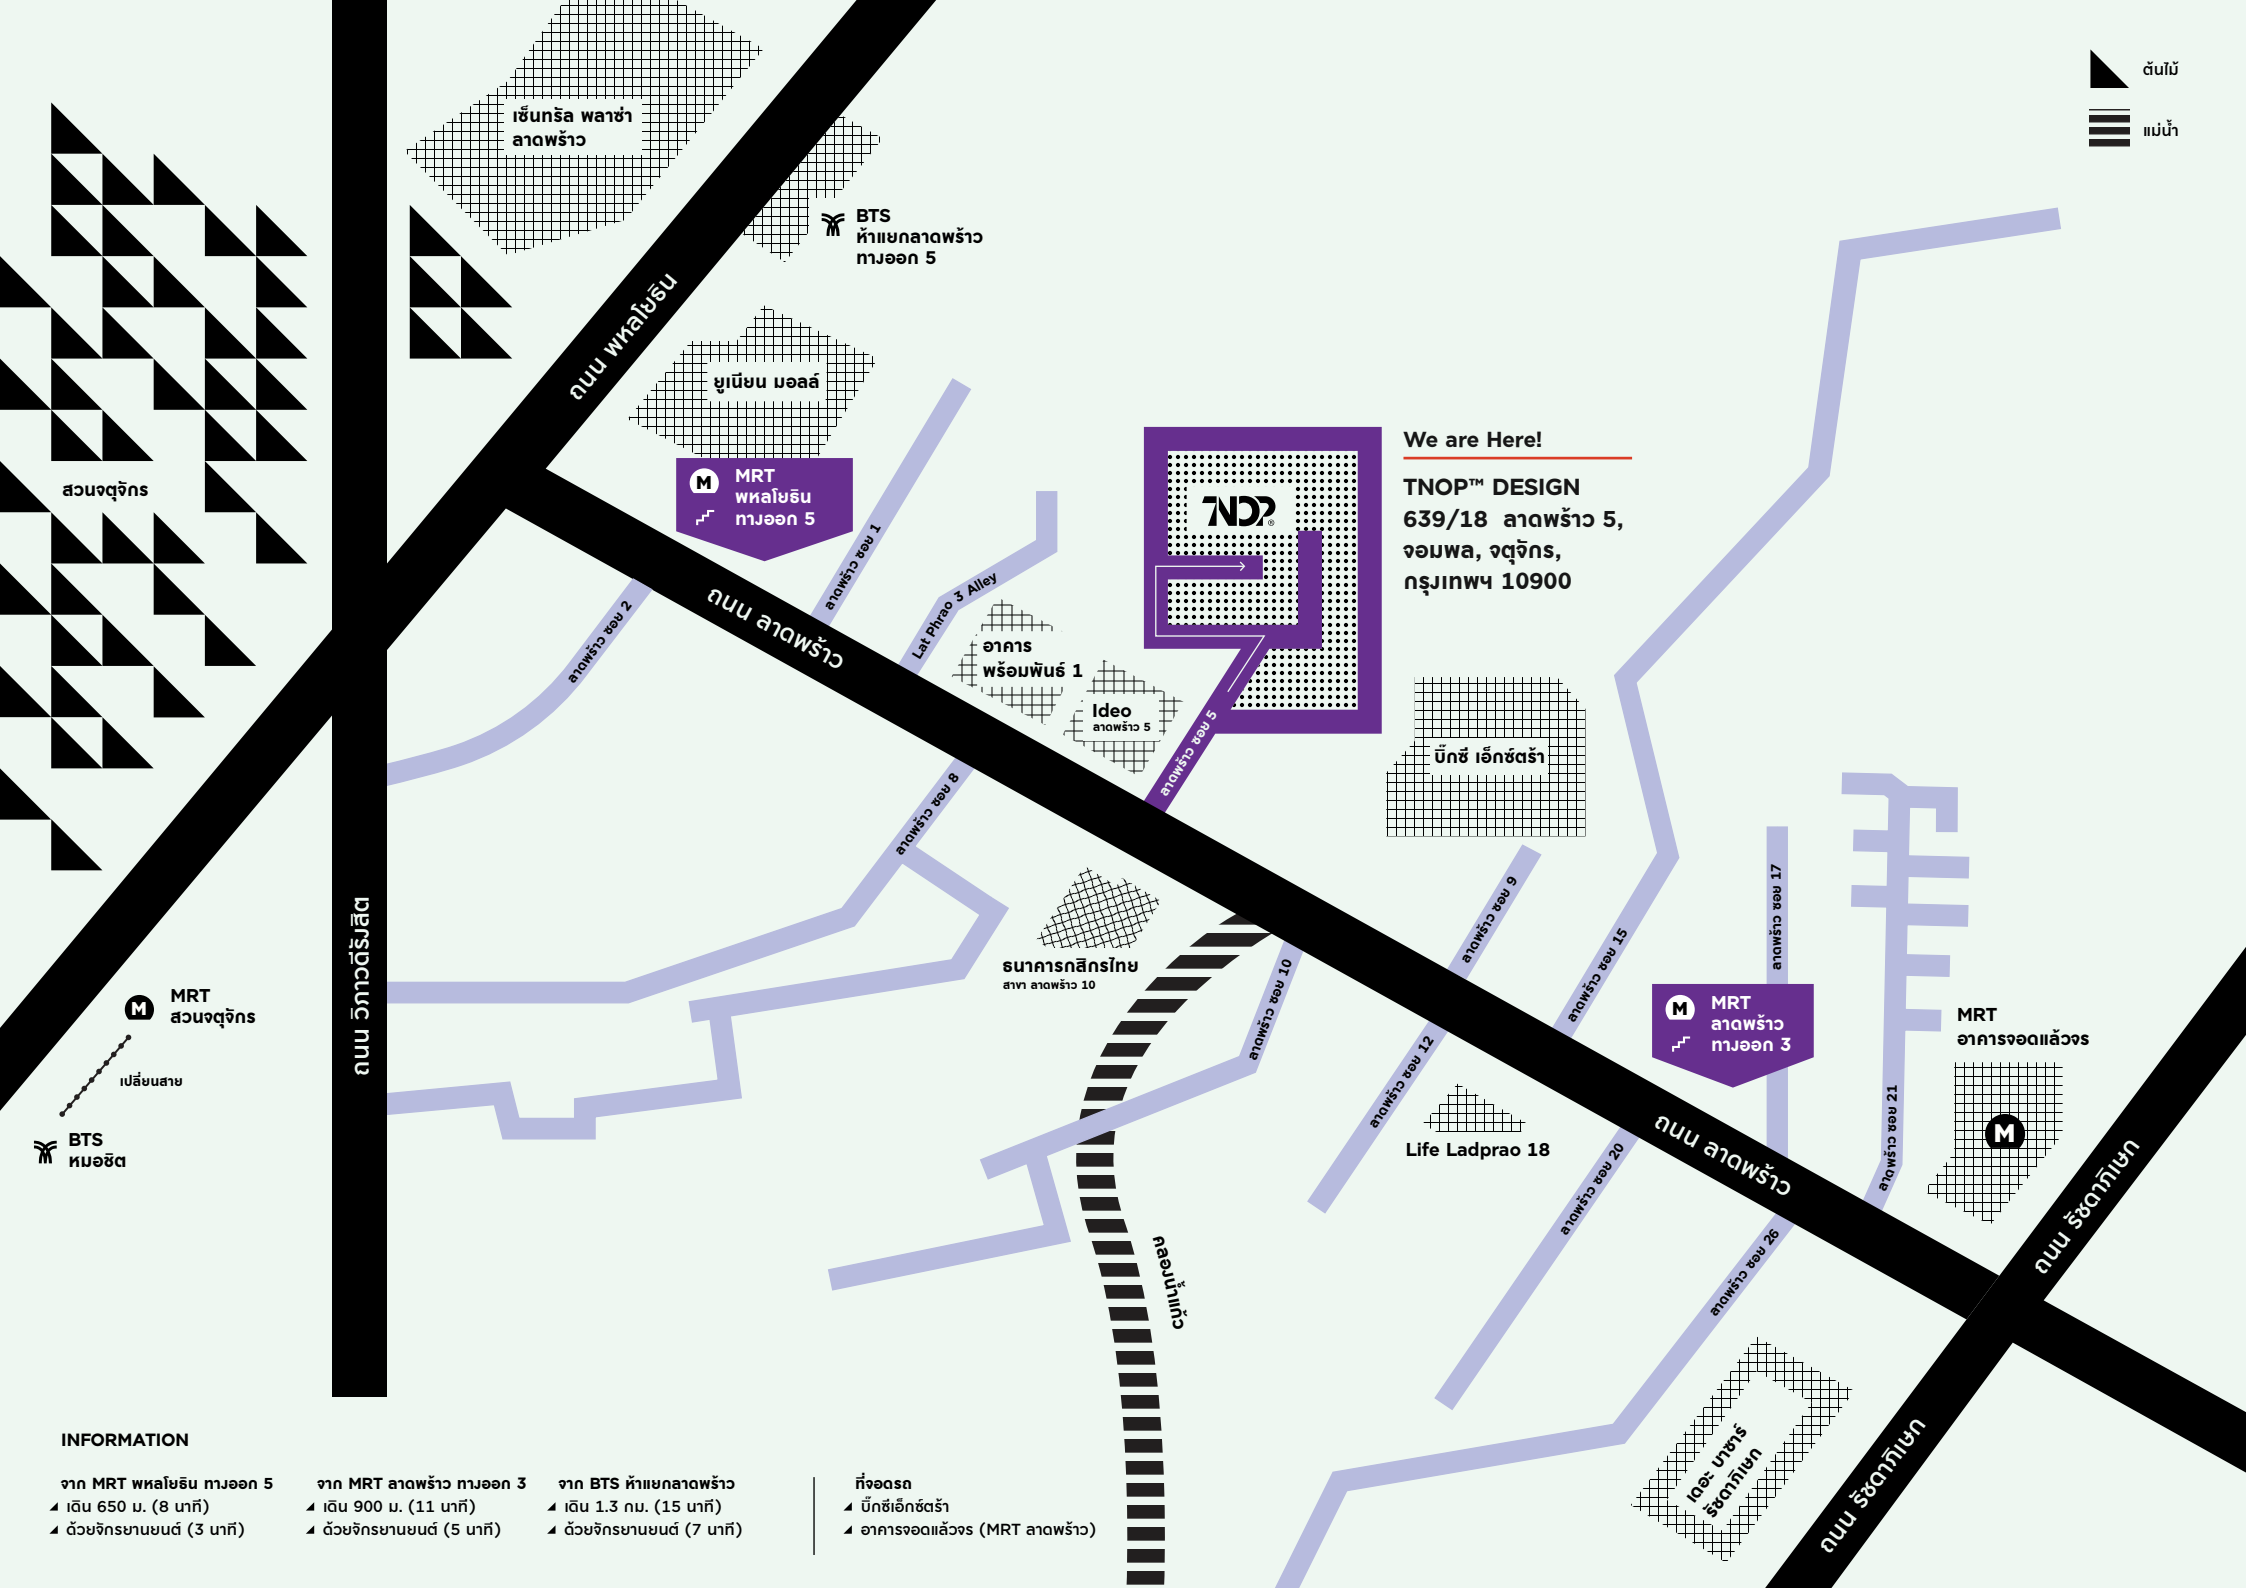 ต้นไม้
แม่น้ำ
เซ็นทรัล พลาซ่า
ลาดพร้าว
BTS
ห้าแยกลาดพร้าว
ทางออก 5
ถนน พหลโยธิน
ยูเนียน มอลล์
M
MRT
พหลโยธิน
ทางออก 5
สวนจตุจักร
ลาดพร้าว ซอย 1
ลาดพร้าว ซอย 2
ถนน ลาดพร้าว
Lat Phrao 3 Alley
อาคาร
พร้อมพันธ์ 1
Ideo
ลาดพร้าว 5
ลาดพร้าว ซอย 5
TNOP®
We are Here!
TNOP™ DESIGN
639/18 ลาดพร้าว 5,
จอมพล, จตุจักร,
กรุงเทพฯ 10900
บิ๊กซี เอ็กซ์ตร้า
ลาดพร้าว ซอย 8
ธนาคารกสิกรไทย
สาขา ลาดพร้าว 10
ลาดพร้าว ซอย 10
ลาดพร้าว ซอย 9
ลาดพร้าว ซอย 15
ลาดพร้าว ซอย 17
ลาดพร้าว ซอย 12
M
MRT
ลาดพร้าว
ทางออก 3
MRT
อาคารจอดแล้วจร
M
ลาดพร้าว ซอย 21
Life Ladprao 18
ลาดพร้าว ซอย 20
ถนน ลาดพร้าว
ลาดพร้าว ซอย 26
ถนน รัชดาภิเษก
ถนน รัชดาภิเษก
เดอะ บาซาร์
รัชดาภิเษก
คลองน้ำแก้ว
ถนน วิภาวดีรังสิต
M
MRT
สวนจตุจักร
เปลี่ยนสาย
BTS
หมอชิต
INFORMATION
จาก MRT พหลโยธิน ทางออก 5
เดิน 650 ม. (8 นาที)
ด้วยจักรยานยนต์ (3 นาที)
จาก MRT ลาดพร้าว ทางออก 3
เดิน 900 ม. (11 นาที)
ด้วยจักรยานยนต์ (5 นาที)
จาก BTS ห้าแยกลาดพร้าว
เดิน 1.3 กม. (15 นาที)
ด้วยจักรยานยนต์ (7 นาที)
ที่จอดรถ
บิ๊กซีเอ็กซ์ตร้า
อาคารจอดแล้วจร (MRT ลาดพร้าว)